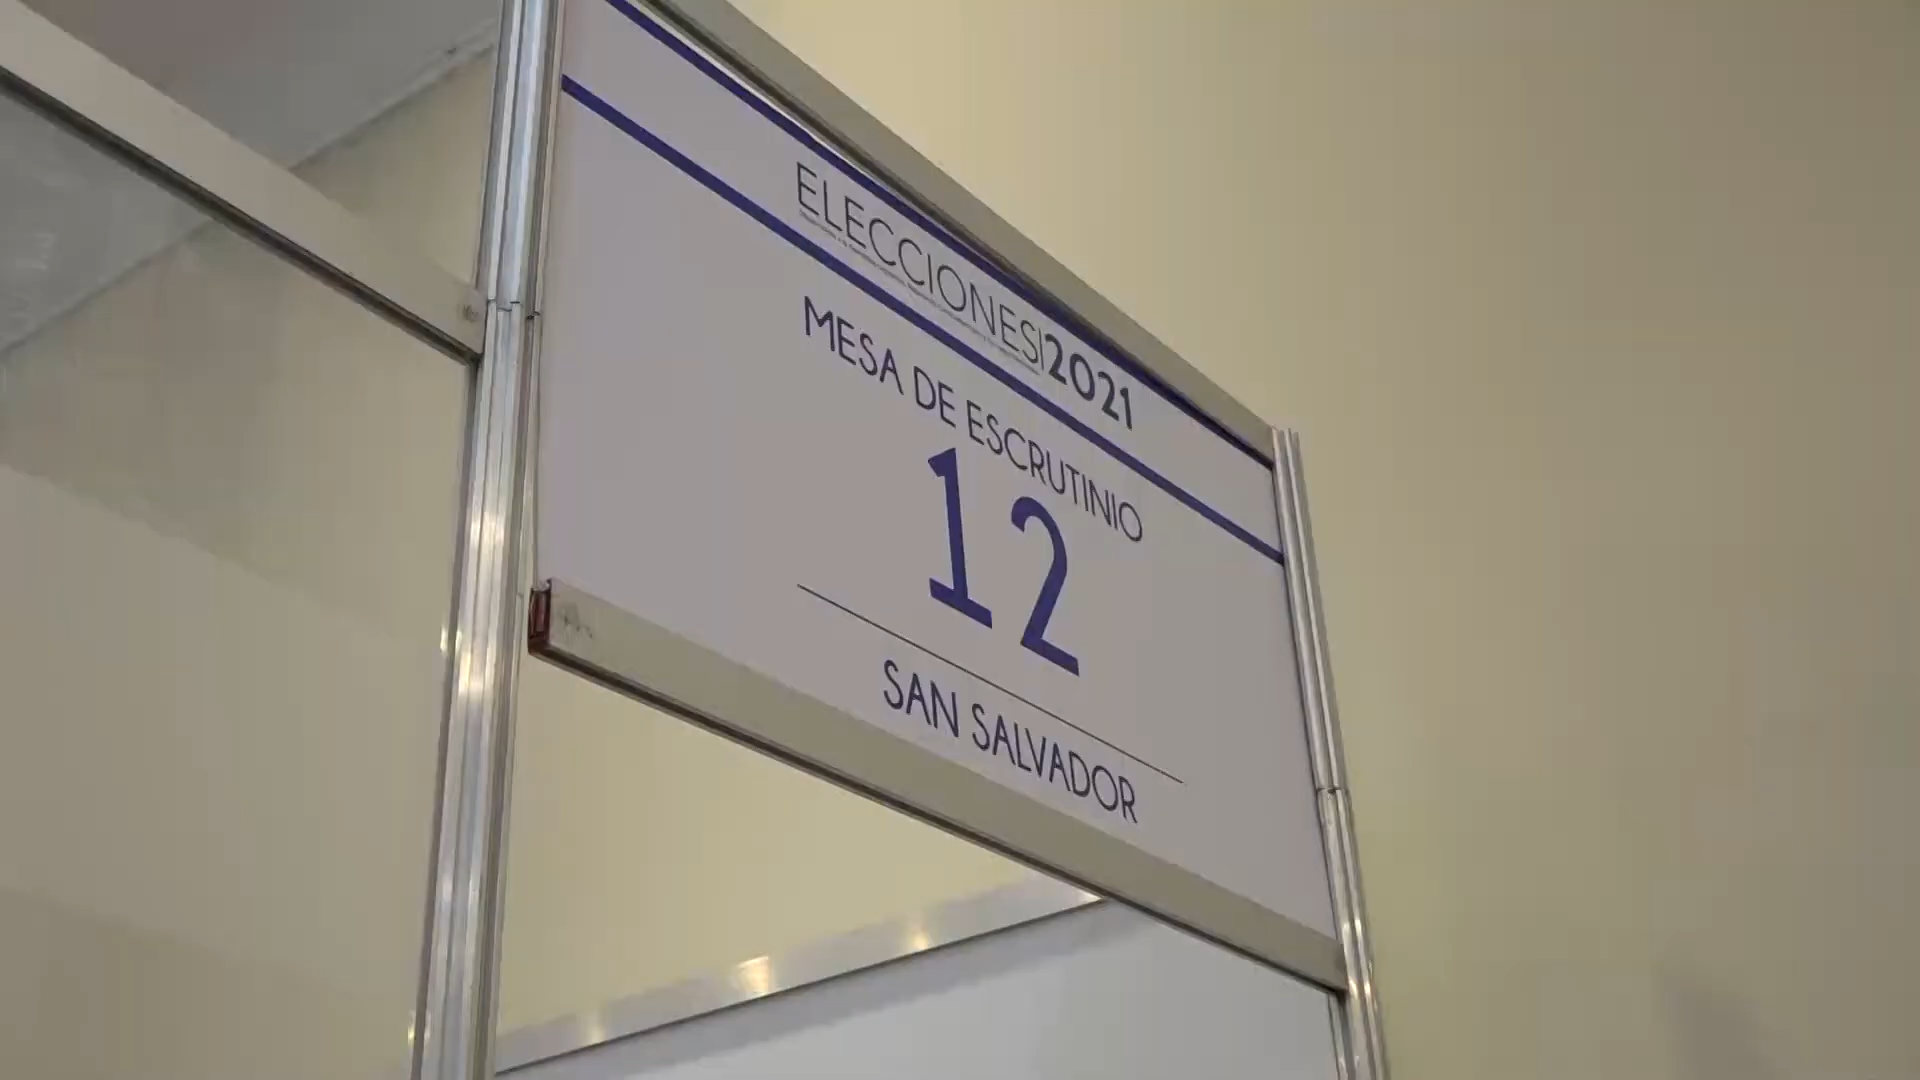 ELECCIONES|2021
MESA DE ESCRUTINIO
12
SAN SALVADOR